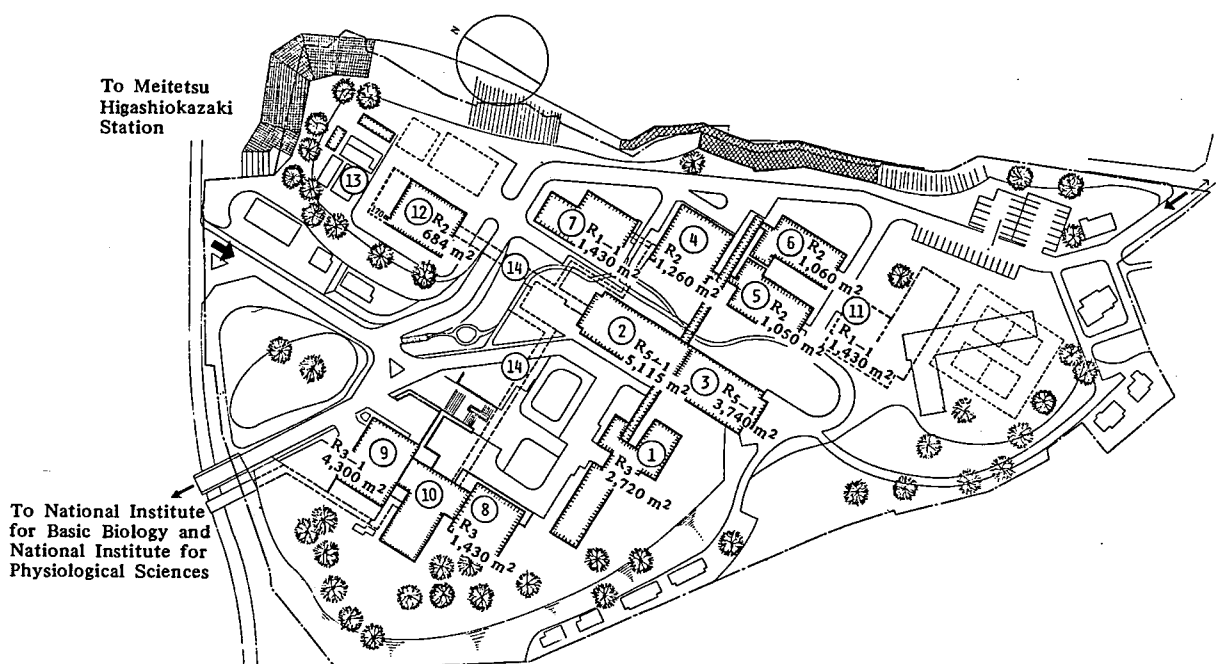 N
To Meitetsu
Higashiokazaki
Station
⑬
⑫ R2
684 m²
⑦ R1-1
1,430 m²
④
R2
1,260 m²
⑥
R2
1,060 m²
⑤
R2
1,050 m²
⑪
R1-1
1,430 m²
⑭
②
R5+1
5,115 m²
③ R5-1
3,740 m²
⑭
①
R3
2,720 m²
⑨
R3-1
4,300 m²
⑩
⑧
R3
1,430 m²
To National Institute
for Basic Biology and
National Institute for
Physiological Sciences